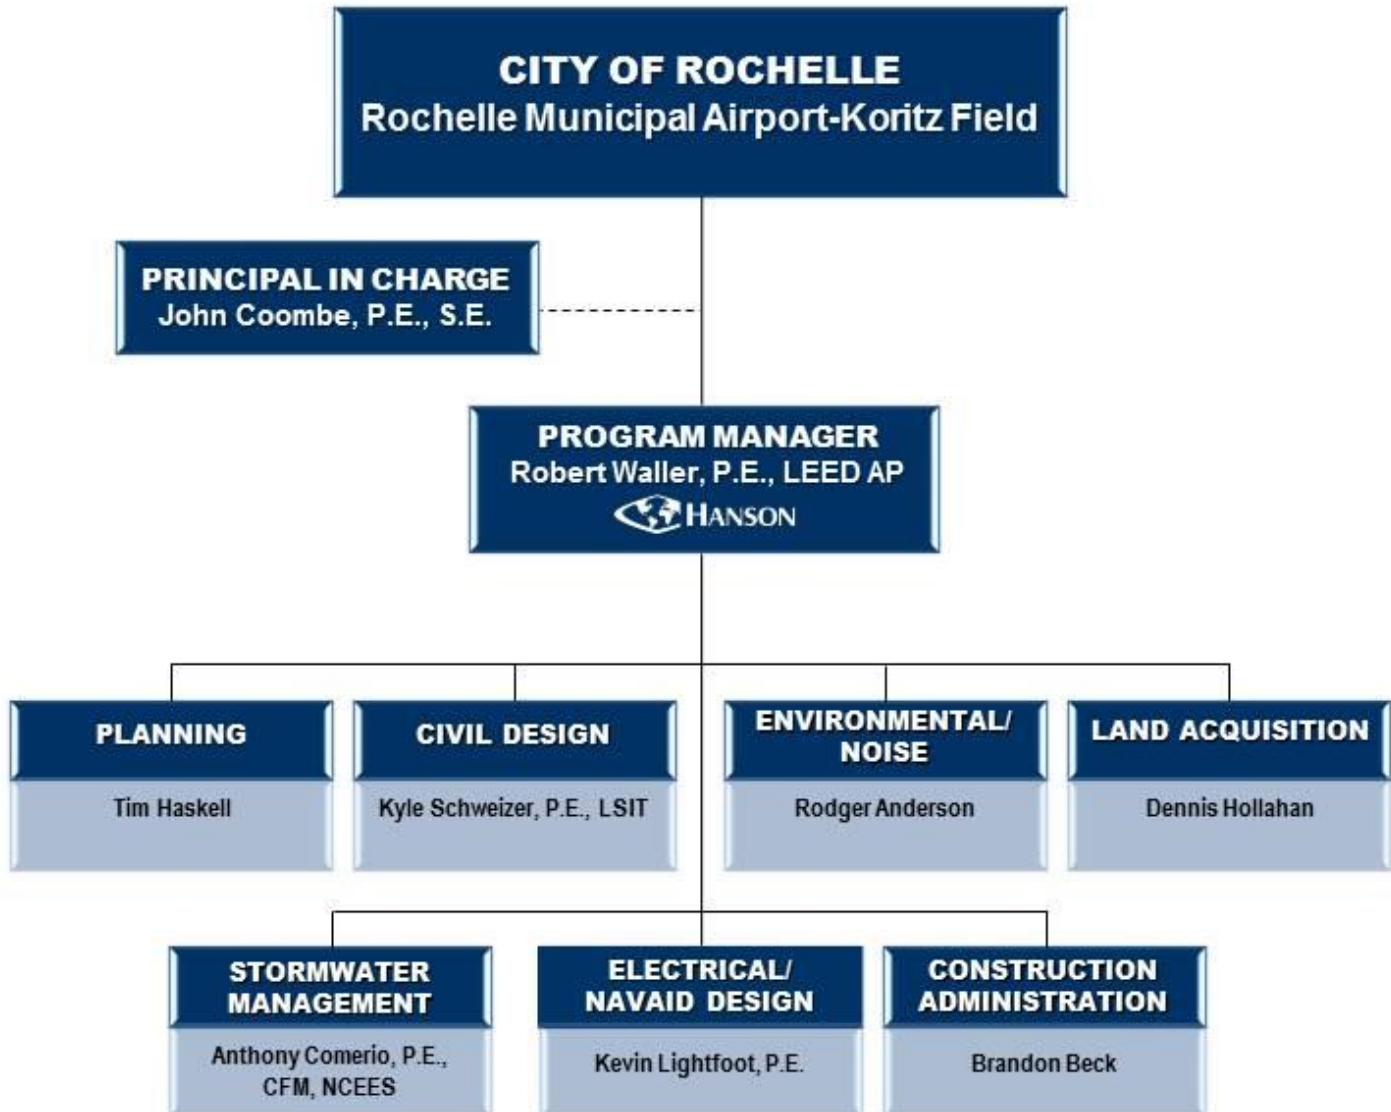 CITY OF ROCHELLE
Rochelle Municipal Airport-Koritz Field
PRINCIPAL IN CHARGE
John Coombe, P.E., S.E.
PROGRAM MANAGER
Robert Waller, P.E., LEED AP
HANSON
PLANNING
Tim Haskell
CIVIL DESIGN
Kyle Schweizer, P.E., LSIT
ENVIRONMENTAL/
NOISE
Rodger Anderson
LAND ACQUISITION
Dennis Hollahan
STORMWATER
MANAGEMENT
Anthony Comerio, P.E.,
CFM, NCEES
ELECTRICAL/
NAVAID DESIGN
Kevin Lightfoot, P.E.
CONSTRUCTION
ADMINISTRATION
Brandon Beck